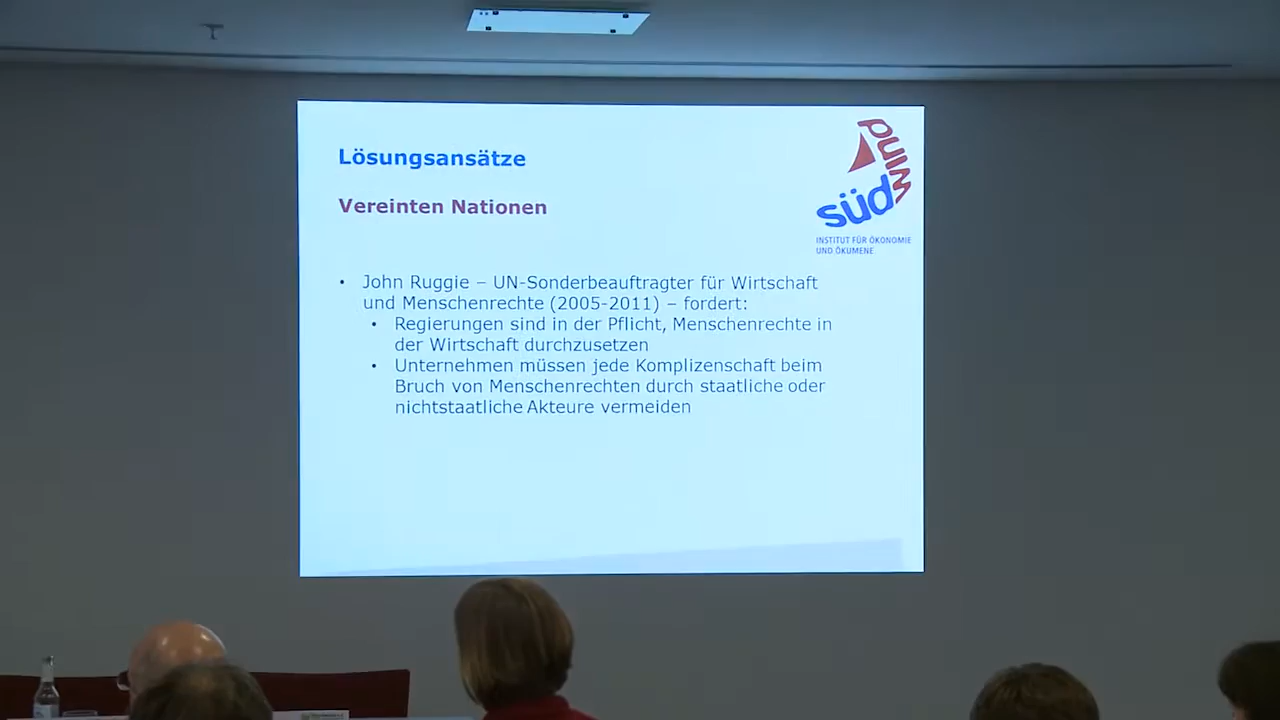 Lösungsansätze
Vereinten Nationen
süd
wind
INSTITUT FÜR ÖKONOMIE
UND ÖKUMENE
• John Ruggie – UN-Sonderbeauftragter für Wirtschaft
und Menschenrechte (2005-2011) – fordert:
• Regierungen sind in der Pflicht, Menschenrechte in
der Wirtschaft durchzusetzen
• Unternehmen müssen jede Komplizenschaft beim
Bruch von Menschenrechten durch staatliche oder
nichtstaatliche Akteure vermeiden